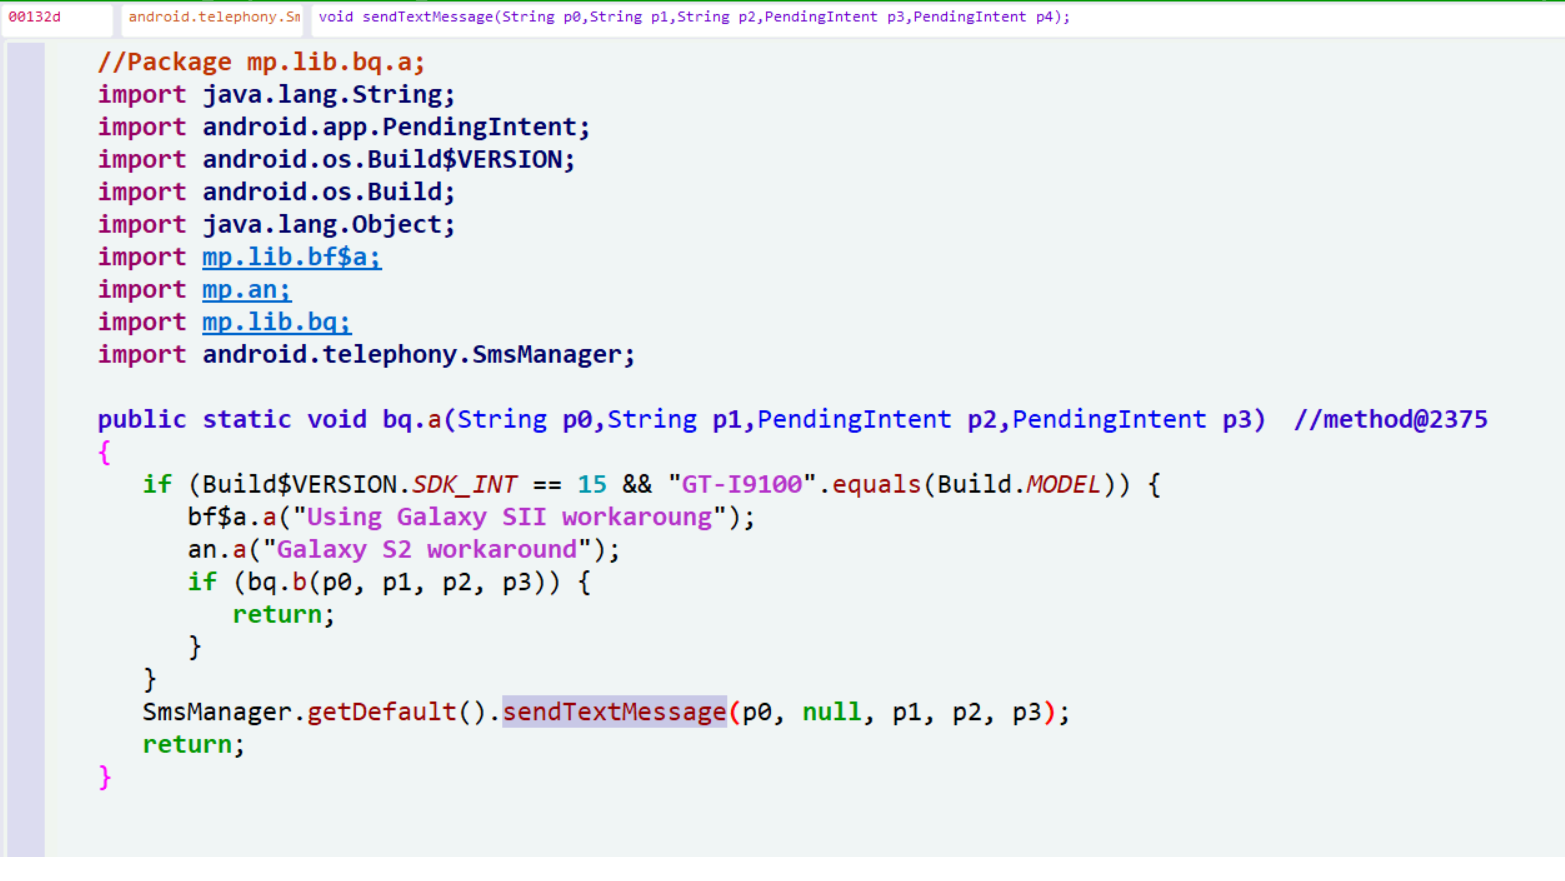 00132d android.telephony.Sm void sendTextMessage(String p0,String p1,String p2,PendingIntent p3,PendingIntent p4);
//Package mp.lib.bq.a;
import java.lang.String;
import android.app.PendingIntent;
import android.os.Build$VERSION;
import android.os.Build;
import java.lang.Object;
import mp.lib.bf$a;
import mp.an;
import mp.lib.bq;
import android.telephony.SmsManager;
public static void bq.a(String p0,String p1,PendingIntent p2,PendingIntent p3) //method@2375
{
if (Build$VERSION.SDK_INT == 15 && "GT-I9100".equals(Build.MODEL)) {
bf$a.a("Using Galaxy SII workaroung");
an.a("Galaxy S2 workaround");
if (bq.b(p0, p1, p2, p3)) {
return;
}
}
SmsManager.getDefault().sendTextMessage(p0, null, p1, p2, p3);
return;
}